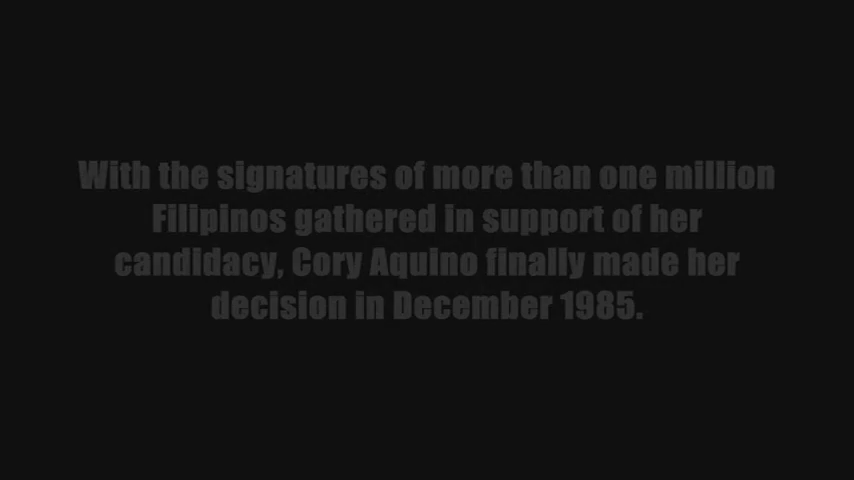 With the signatures of more than one million
Filipinos gathered in support of her
candidacy, Cory Aquino finally made her
decision in December 1985.